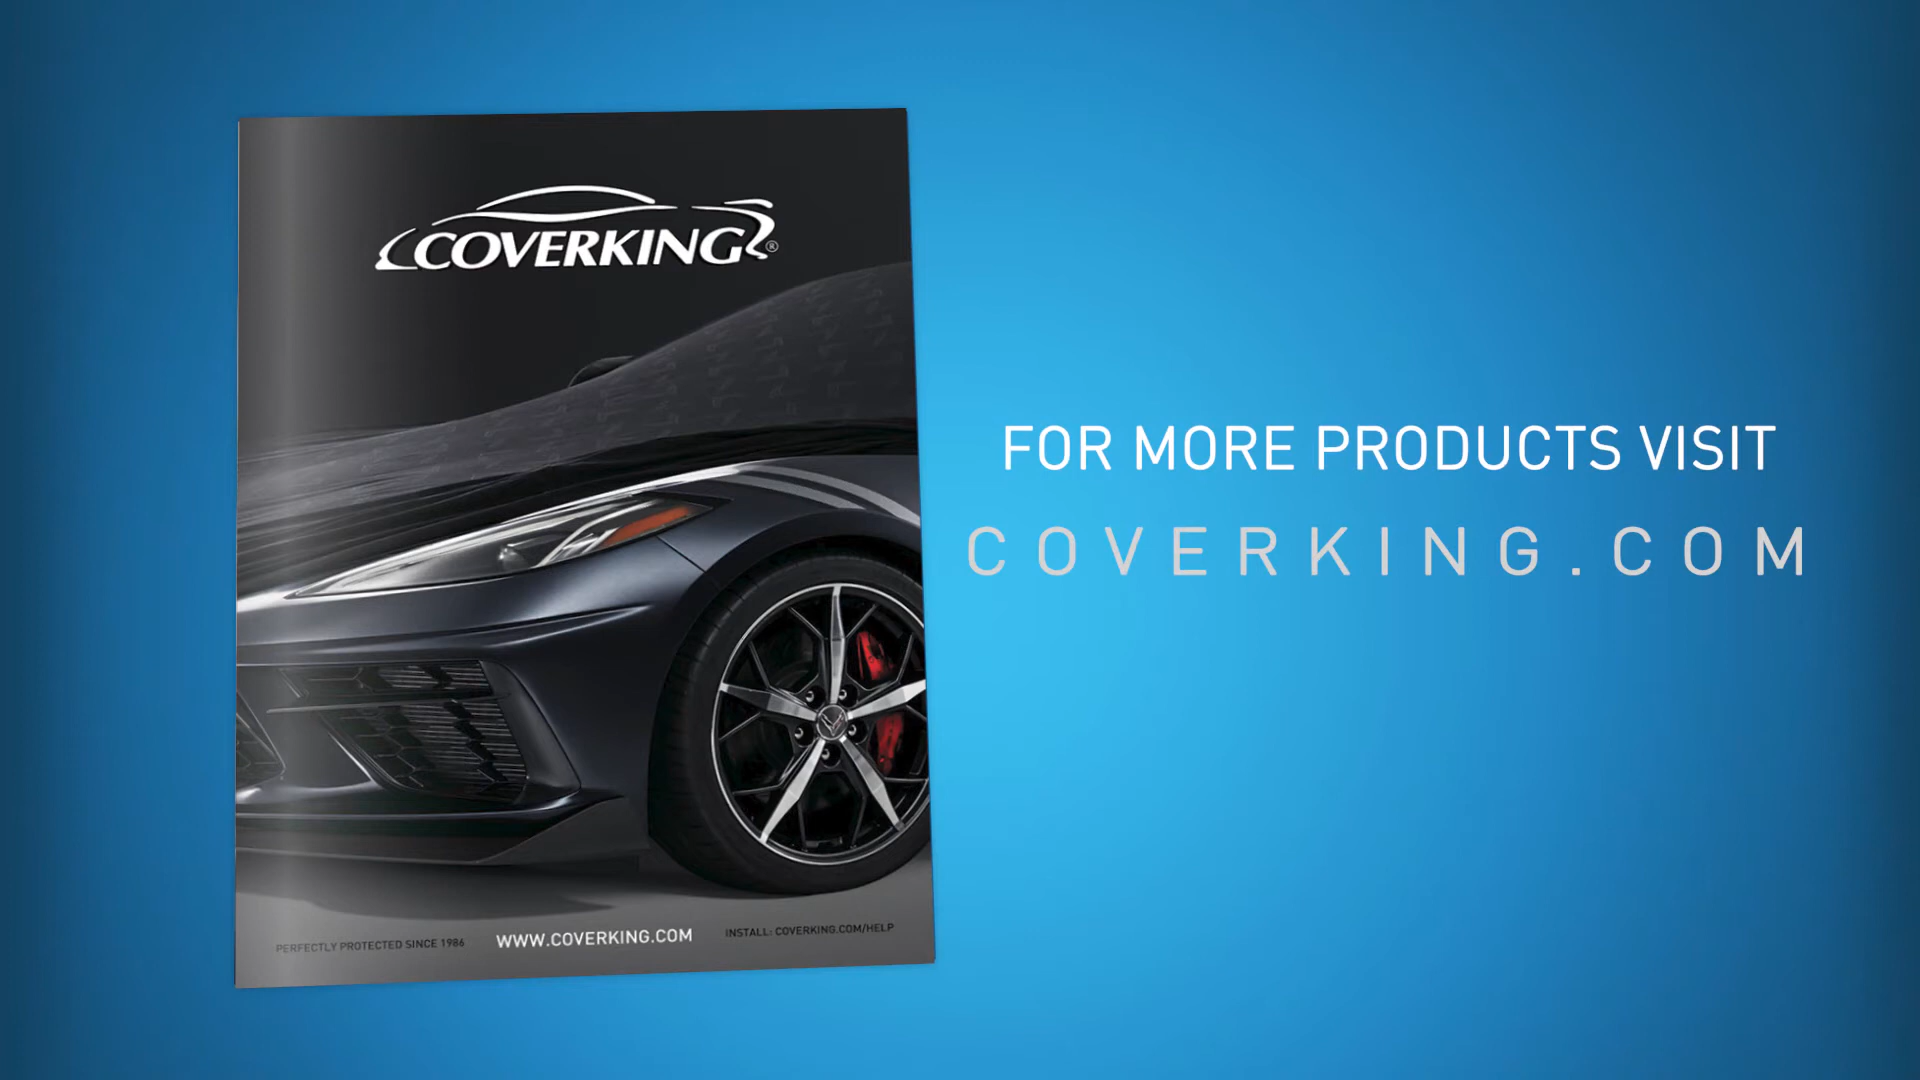 COVERKING®
FOR MORE PRODUCTS VISIT
COVERKING.COM
PERFECTLY PROTECTED SINCE 1986
WWW.COVERKING.COM
INSTALL: COVERKING.COM/HELP